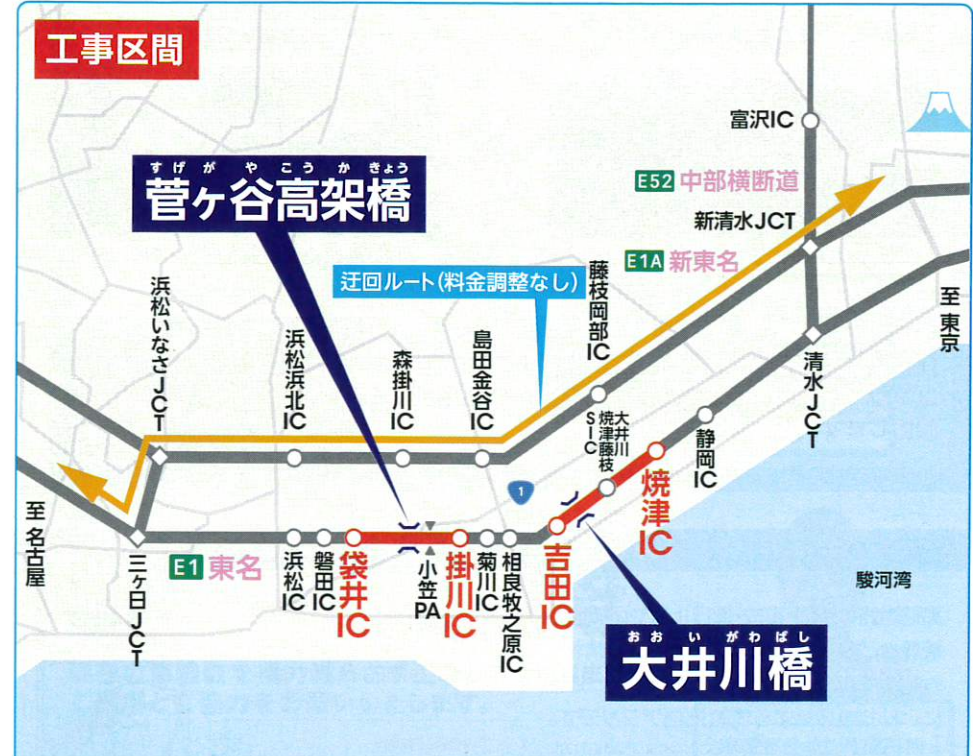 工事区間
富沢IC
すげがやこうかきょう
菅ヶ谷高架橋
E52 中部横断道
新清水JCT
E1A 新東名
迂回ルート(料金調整なし)
藤枝岡部IC
至 東京
浜松いなさJCT
浜松浜北IC
森掛川IC
島田金谷IC
清水JCT
大井川
焼津藤枝
SIC
静岡IC
焼津IC
1
至 名古屋
三ヶ日JCT
E1 東名
浜松IC
磐田IC
袋井IC
小笠PA
掛川IC
菊川IC
相良牧之原IC
吉田IC
駿河湾
おおいがわばし
大井川橋